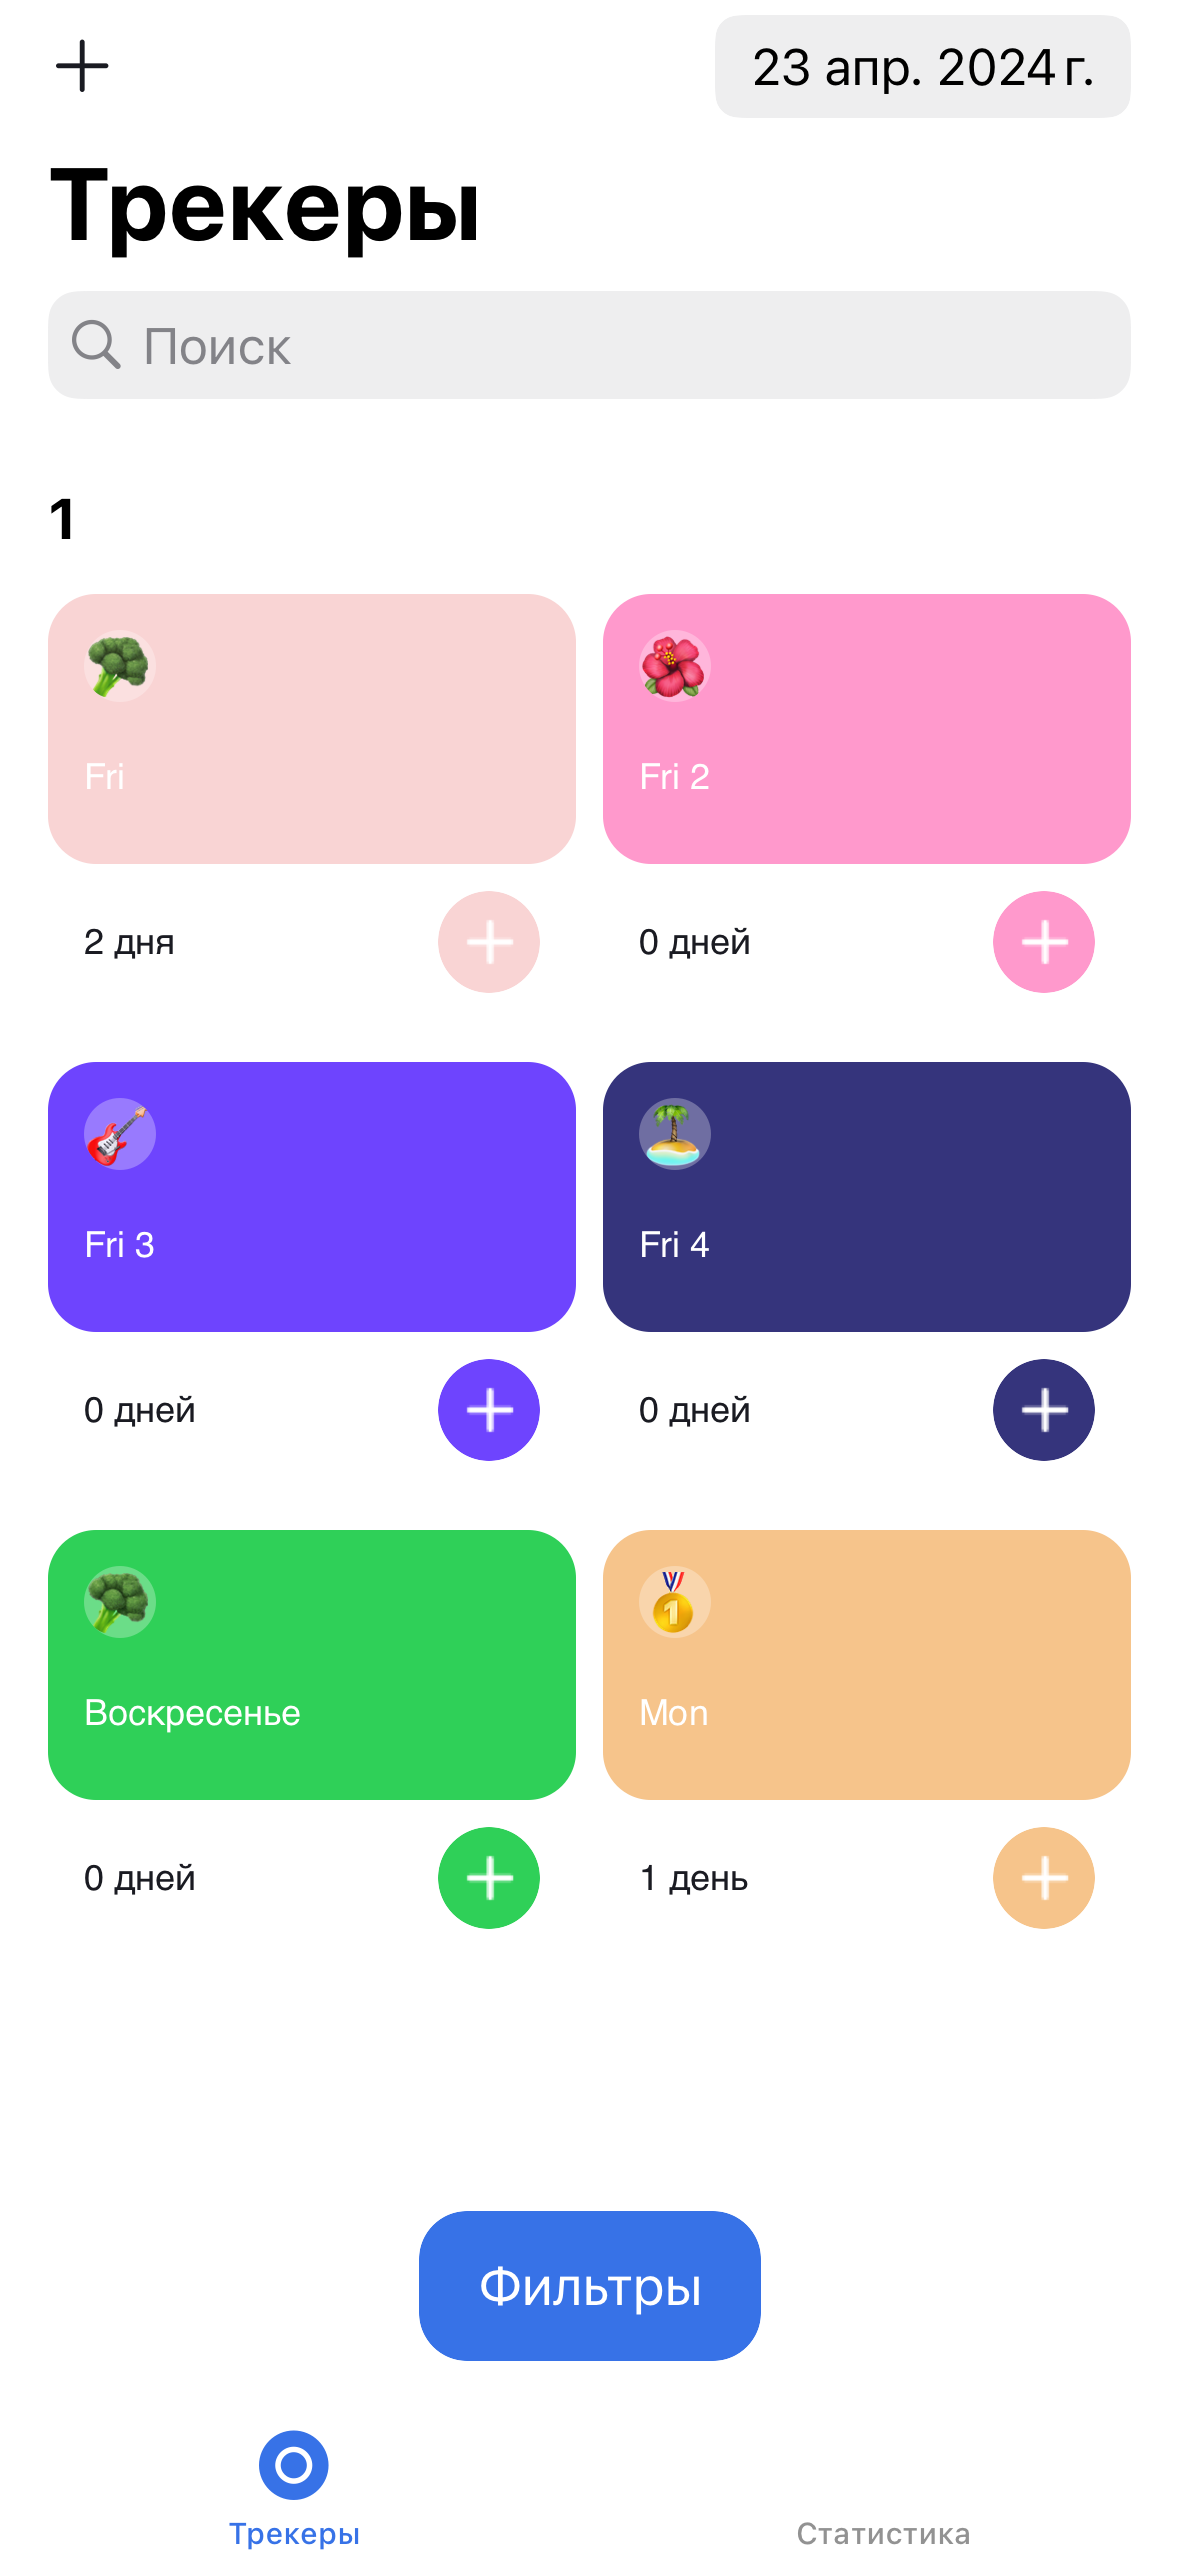 23 апр. 2024 г.
Трекеры
Поиск
1
Fri
Fri 2
2 дня
0 дней
Fri 3
Fri 4
0 дней
0 дней
Воскресенье
Mon
0 дней
1 день
Фильтры
Трекеры
Статистика